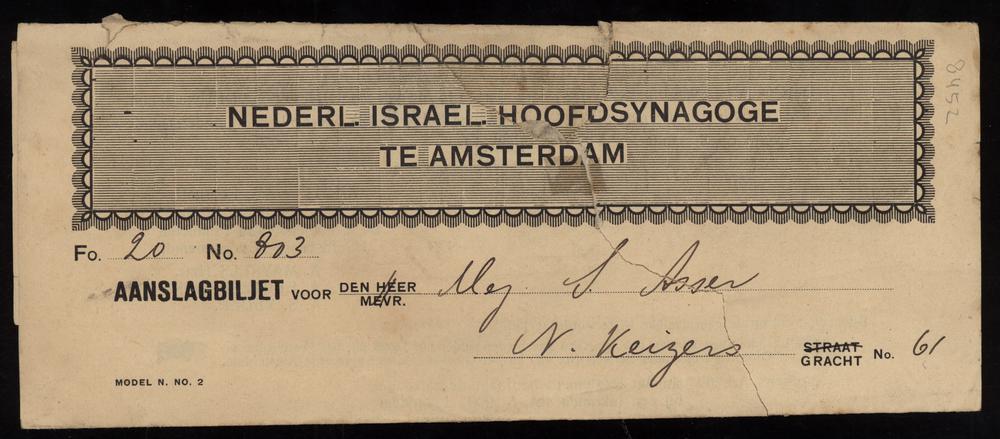 NEDERL. ISRAEL. HOOFDSYNAGOGE
TE AMSTERDAM
8452
Fo. 20 No. 803
AANSLAGBILJET VOOR DEN HEER MEVR. Mej. S. Asser
N. Keizers STRAAT GRACHT No. 61
MODEL N. NO. 2